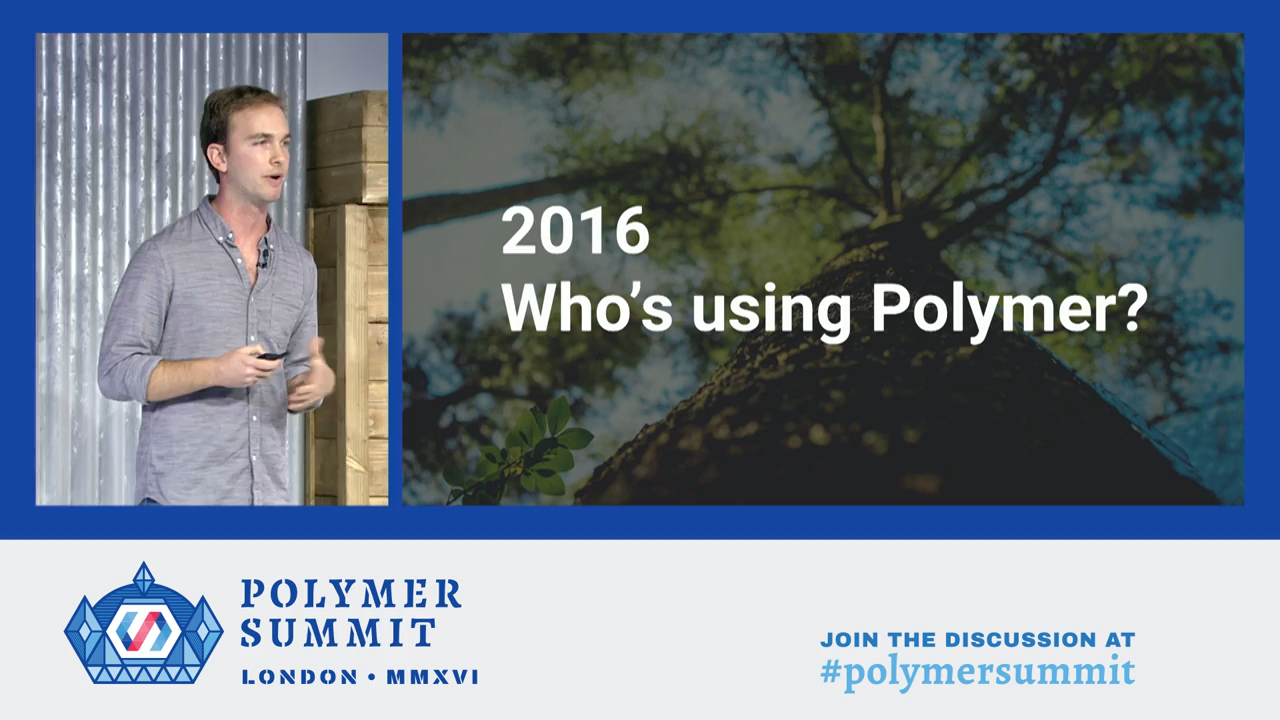 2016
Who’s using Polymer?
POLYMER
SUMMIT
LONDON • MMXVI
JOIN THE DISCUSSION AT
#polymersummit